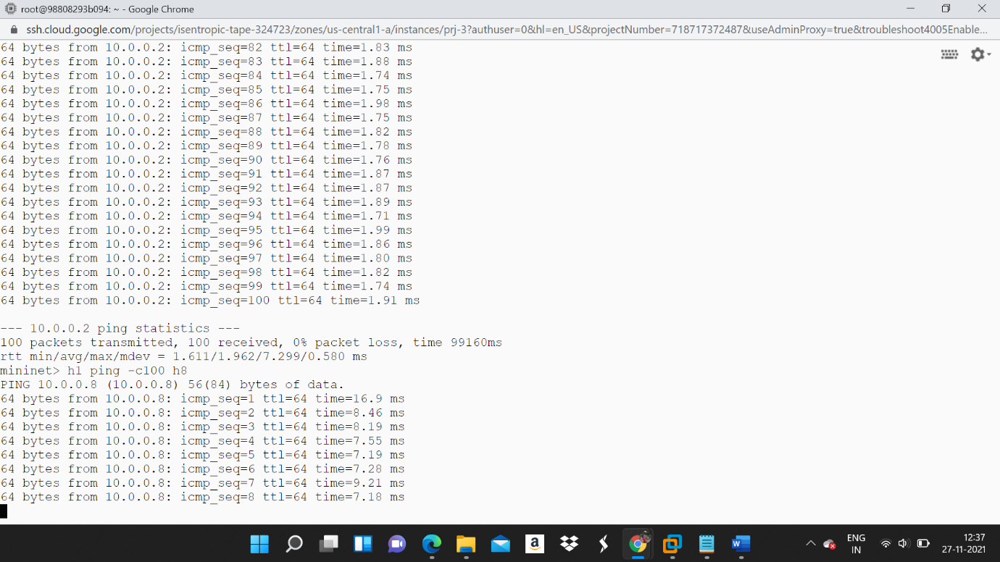 root@98808293b094: ~ - Google Chrome
ssh.cloud.google.com/projects/isentropic-tape-324723/zones/us-central1-a/instances/prj-3?authuser=0&hl=en_US&projectNumber=718717372487&useAdminProxy=true&troubleshoot4005Enable...
64 bytes from 10.0.0.2: icmp_seq=82 ttl=64 time=1.83 ms
64 bytes from 10.0.0.2: icmp_seq=83 ttl=64 time=1.88 ms
64 bytes from 10.0.0.2: icmp_seq=84 ttl=64 time=1.74 ms
64 bytes from 10.0.0.2: icmp_seq=85 ttl=64 time=1.75 ms
64 bytes from 10.0.0.2: icmp_seq=86 ttl=64 time=1.98 ms
64 bytes from 10.0.0.2: icmp_seq=87 ttl=64 time=1.75 ms
64 bytes from 10.0.0.2: icmp_seq=88 ttl=64 time=1.82 ms
64 bytes from 10.0.0.2: icmp_seq=89 ttl=64 time=1.78 ms
64 bytes from 10.0.0.2: icmp_seq=90 ttl=64 time=1.76 ms
64 bytes from 10.0.0.2: icmp_seq=91 ttl=64 time=1.87 ms
64 bytes from 10.0.0.2: icmp_seq=92 ttl=64 time=1.87 ms
64 bytes from 10.0.0.2: icmp_seq=93 ttl=64 time=1.89 ms
64 bytes from 10.0.0.2: icmp_seq=94 ttl=64 time=1.71 ms
64 bytes from 10.0.0.2: icmp_seq=95 ttl=64 time=1.99 ms
64 bytes from 10.0.0.2: icmp_seq=96 ttl=64 time=1.86 ms
64 bytes from 10.0.0.2: icmp_seq=97 ttl=64 time=1.80 ms
64 bytes from 10.0.0.2: icmp_seq=98 ttl=64 time=1.82 ms
64 bytes from 10.0.0.2: icmp_seq=99 ttl=64 time=1.74 ms
64 bytes from 10.0.0.2: icmp_seq=100 ttl=64 time=1.91 ms
--- 10.0.0.2 ping statistics ---
100 packets transmitted, 100 received, 0% packet loss, time 99160ms
rtt min/avg/max/mdev = 1.611/1.962/7.299/0.580 ms
mininet> h1 ping -c100 h8
PING 10.0.0.8 (10.0.0.8) 56(84) bytes of data.
64 bytes from 10.0.0.8: icmp_seq=1 ttl=64 time=16.9 ms
64 bytes from 10.0.0.8: icmp_seq=2 ttl=64 time=8.46 ms
64 bytes from 10.0.0.8: icmp_seq=3 ttl=64 time=8.19 ms
64 bytes from 10.0.0.8: icmp_seq=4 ttl=64 time=7.55 ms
64 bytes from 10.0.0.8: icmp_seq=5 ttl=64 time=7.19 ms
64 bytes from 10.0.0.8: icmp_seq=6 ttl=64 time=7.28 ms
64 bytes from 10.0.0.8: icmp_seq=7 ttl=64 time=9.21 ms
64 bytes from 10.0.0.8: icmp_seq=8 ttl=64 time=7.18 ms
ENG
IN
12:37
27-11-2021